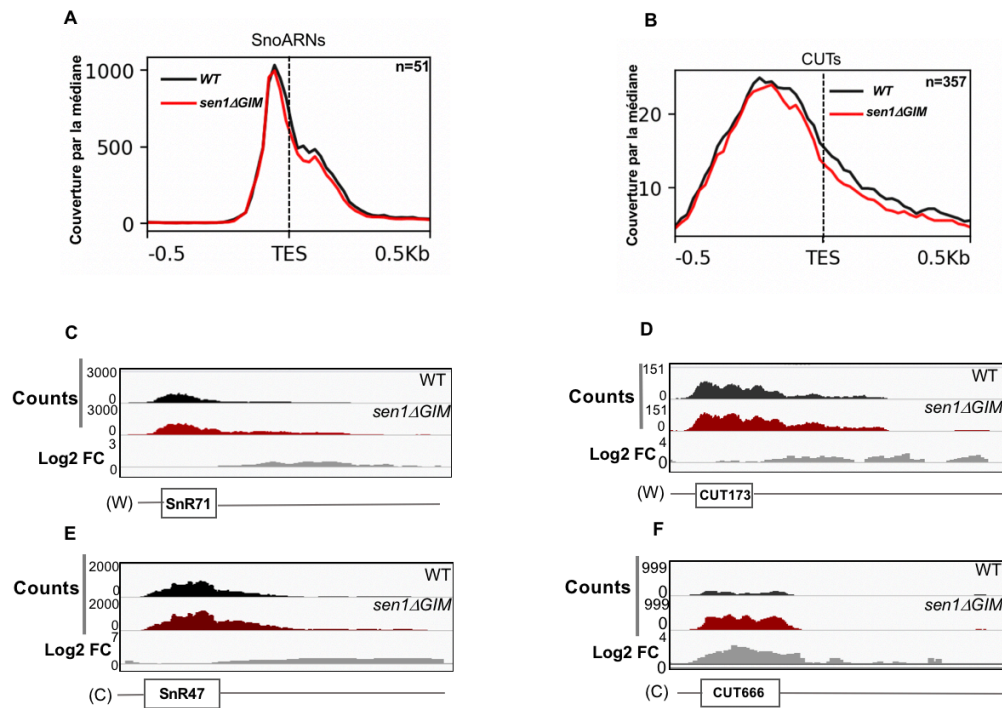 A
SnoARNs
Couverture par la médiane
1000
500
0
WT
sen1ΔGIM
n=51
-0.5
TES
0.5Kb
B
CUTs
Couverture par la médiane
20
10
n=357
WT
sen1ΔGIM
-0.5
TES
0.5Kb
C
Counts
3000
0
WT
3000
0
sen1ΔGIM
Log2 FC
3
0
(W)
SnR71
D
Counts
151
0
WT
151
0
sen1ΔGIM
Log2 FC
4
0
(W)
CUT173
E
Counts
2000
0
WT
2000
0
sen1ΔGIM
Log2 FC
7
0
(C)
SnR47
F
Counts
999
0
WT
999
0
sen1ΔGIM
Log2 FC
4
0
(C)
CUT666